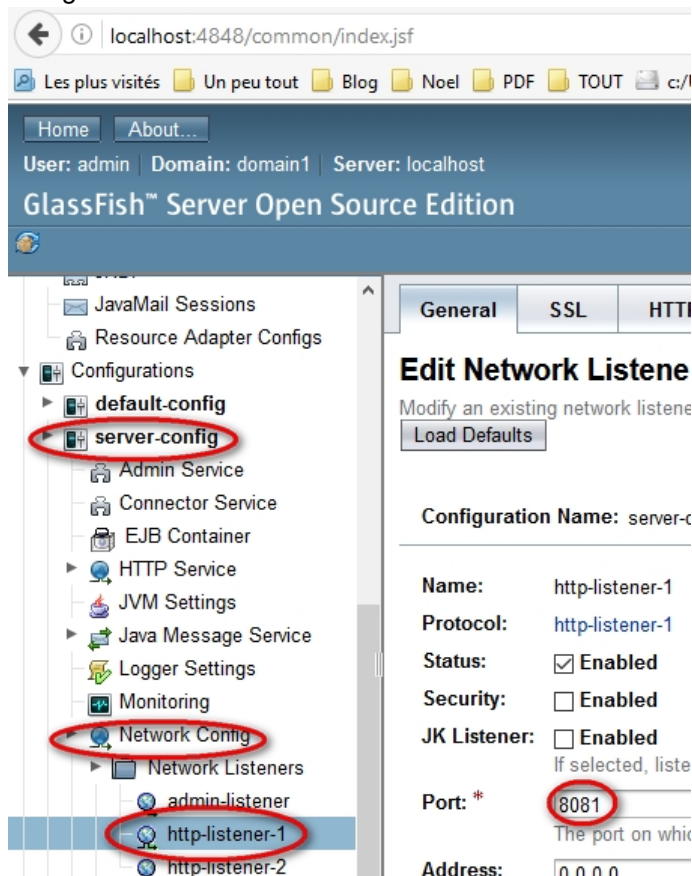 localhost:4848/common/index.jsf
Les plus visités Un peu tout Blog Noel PDF TOUT
Home About...
User: admin Domain: domain1 Server: localhost
GlassFish™ Server Open Source Edition
JavaMail Sessions
Resource Adapter Configs
Configurations
default-config
server-config
Admin Service
Connector Service
EJB Container
HTTP Service
JVM Settings
Java Message Service
Logger Settings
Monitoring
Network Config
Network Listeners
admin-listener
http-listener-1
http-listener-2
General SSL
Edit Network
Modify an existing network
Load Defaults
Configuration Name:
Name: http-listener-1
Protocol: http-listener-1
Status: Enabled
Security: Enabled
JK Listener: Enabled
If selected,
Port: * 8081
The port on
Address: 0.0.0.0